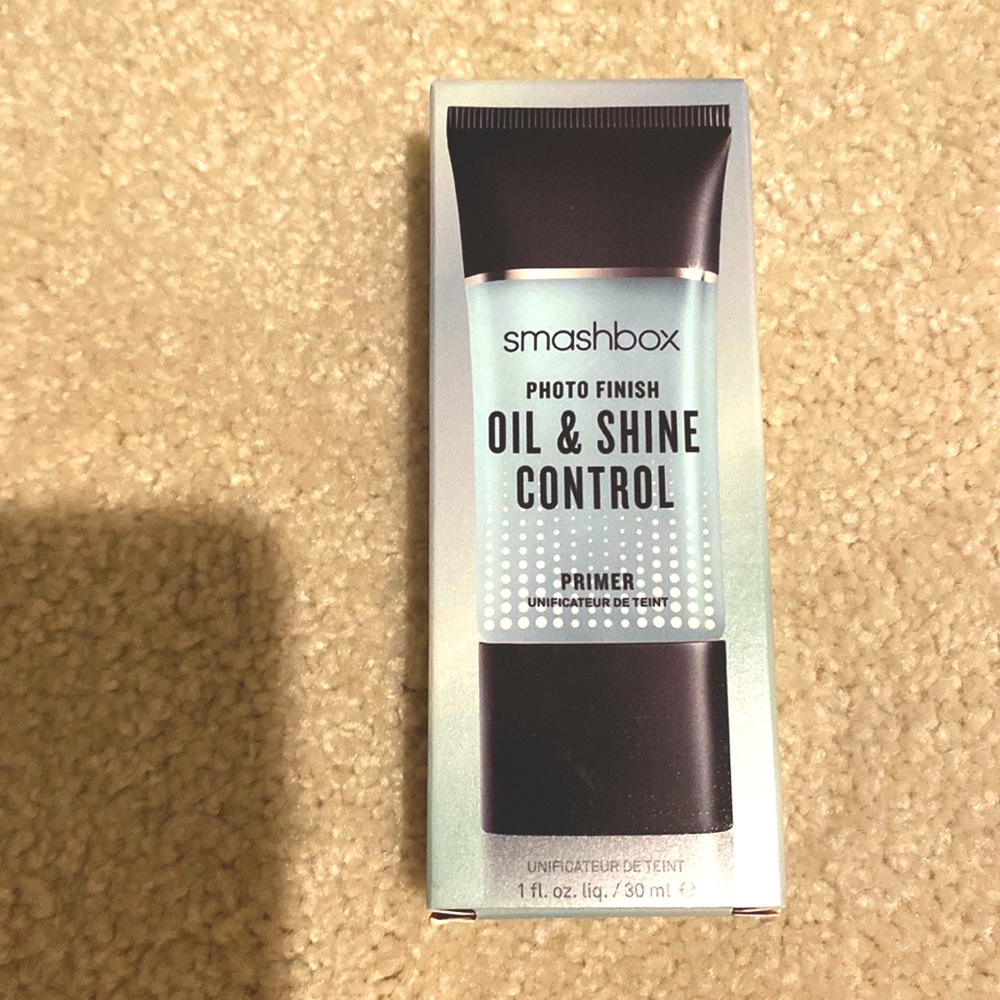 smashbox
PHOTO FINISH
OIL & SHINE
CONTROL
PRIMER
UNIFICATEUR DE TEINT
UNIFICATEUR DE TEINT
1 fl. oz. liq. / 30 ml ℮